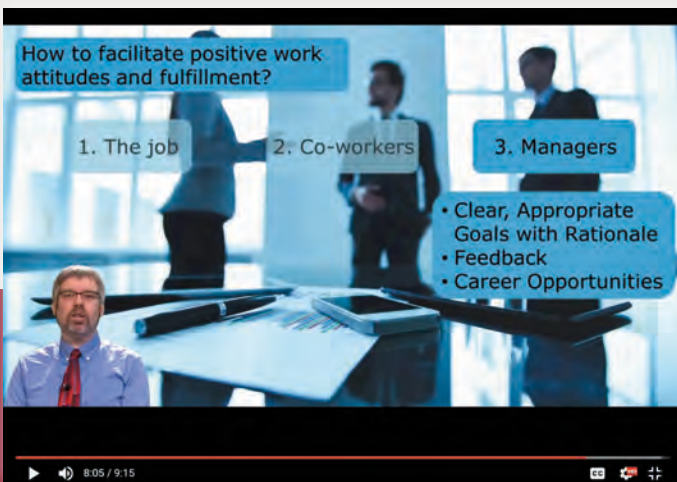 How to facilitate positive work
attitudes and fulfillment?
1. The job
2. Co-workers
3. Managers
• Clear, Appropriate
Goals with Rationale
• Feedback
• Career Opportunities
8:05 / 9:15
CC